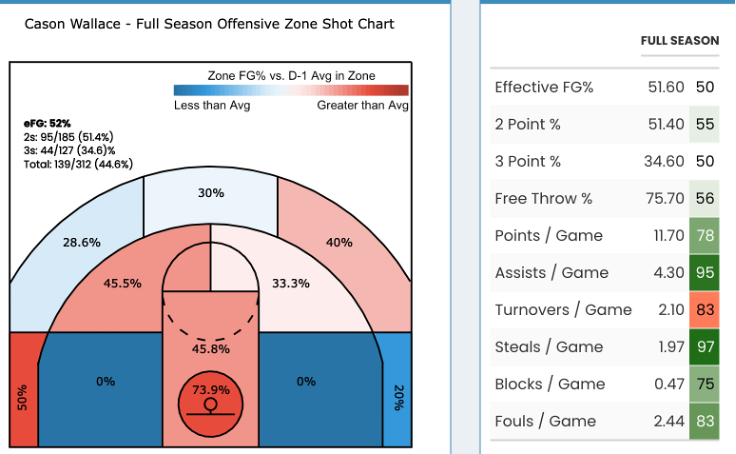 Cason Wallace - Full Season Offensive Zone Shot Chart
Zone FG% vs. D-1 Avg in Zone
Less than Avg Greater than Avg
eFG: 52%
2s: 95/185 (51.4%)
3s: 44/127 (34.6)%
Total: 139/312 (44.6%)
30%
28.6%
40%
45.5%
33.3%
45.8%
0%
0%
73.9%
50%
20%
FULL SEASON
Effective FG% 51.60 50
2 Point % 51.40 55
3 Point % 34.60 50
Free Throw % 75.70 56
Points / Game 11.70 78
Assists / Game 4.30 95
Turnovers / Game 2.10 83
Steals / Game 1.97 97
Blocks / Game 0.47 75
Fouls / Game 2.44 83